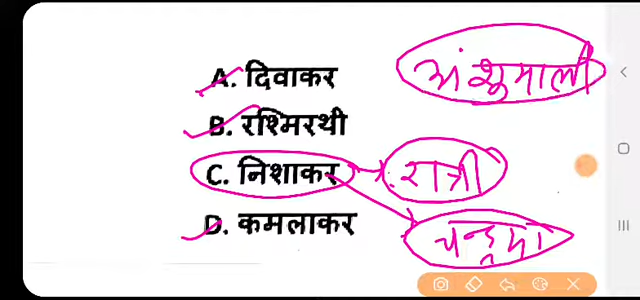 अंशुमाली
A. दिवाकर
B. रश्मिरथी
C. निशाकर
रात्री
D. कमलाकर
चन्द्रमा